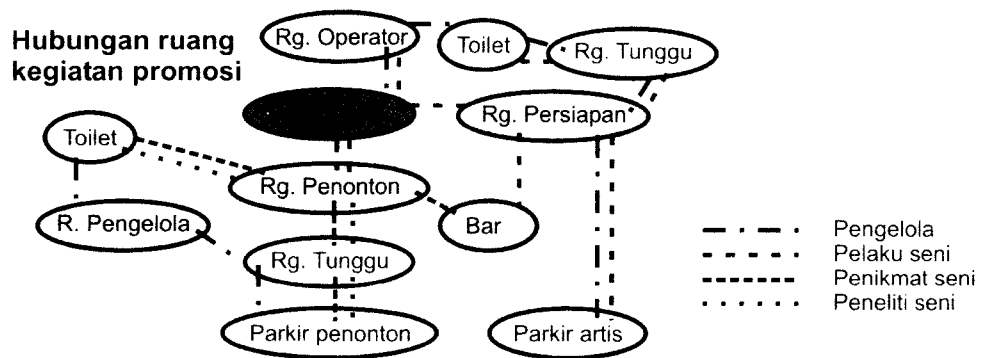 Hubungan ruang
kegiatan promosi
Rg. Operator
Toilet
Rg. Tunggu
Rg. Persiapan
Toilet
Rg. Penonton
R. Pengelola
Bar
Rg. Tunggu
Parkir penonton
Parkir artis
Pengelola
Pelaku seni
Penikmat seni
Peneliti seni